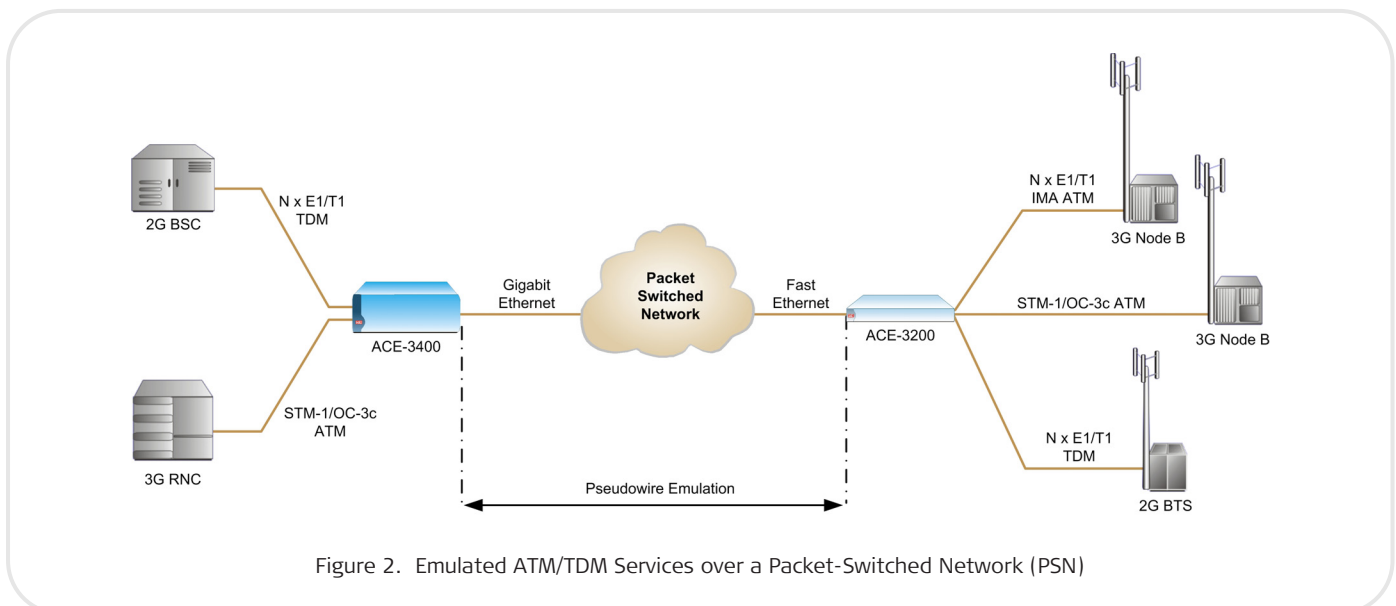 N x E1/T1
TDM
2G BSC
Gigabit
Ethernet
ACE-3400
STM-1/OC-3c
ATM
3G RNC
Packet
Switched
Network
Fast
Ethernet
ACE-3200
N x E1/T1
IMA ATM
3G Node B
STM-1/OC-3c ATM
3G Node B
N x E1/T1
TDM
2G BTS
Pseudowire Emulation
Figure 2. Emulated ATM/TDM Services over a Packet-Switched Network (PSN)